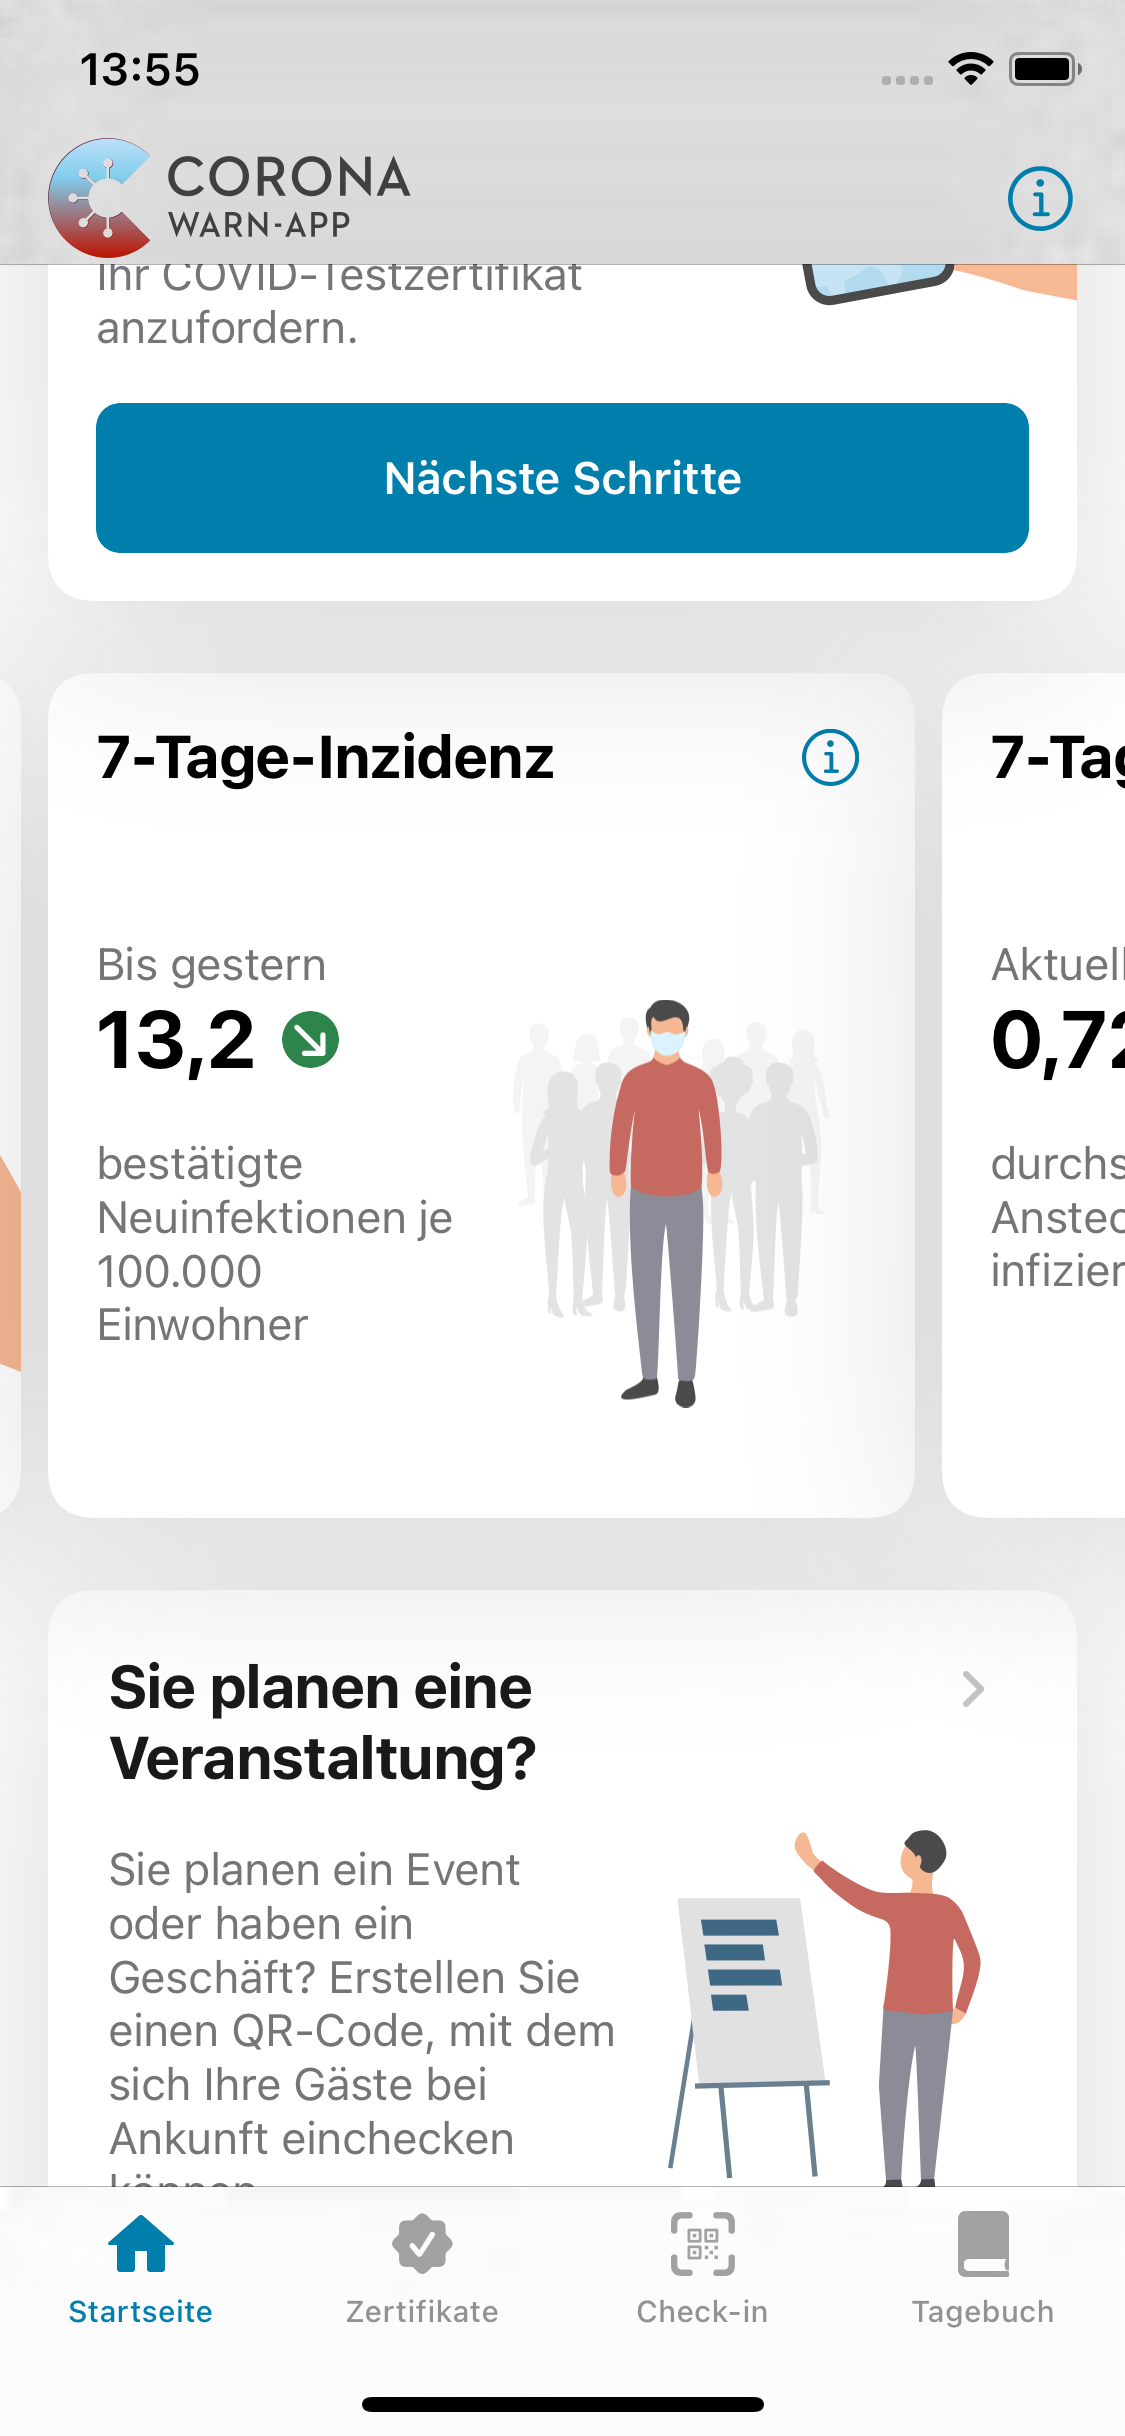 13:55
CORONA
WARN-APP
Ihr COVID-Testzertifikat
anzufordern.
Nächste Schritte
7-Tage-Inzidenz
Bis gestern
13,2
bestätigte
Neuinfektionen je
100.000
Einwohner
7-Tag
Aktuell
0,72
durchs
Anstec
infizier
Sie planen eine
Veranstaltung?
Sie planen ein Event
oder haben ein
Geschäft? Erstellen Sie
einen QR-Code, mit dem
sich Ihre Gäste bei
Ankunft einchecken
können
Startseite
Zertifikate
Check-in
Tagebuch